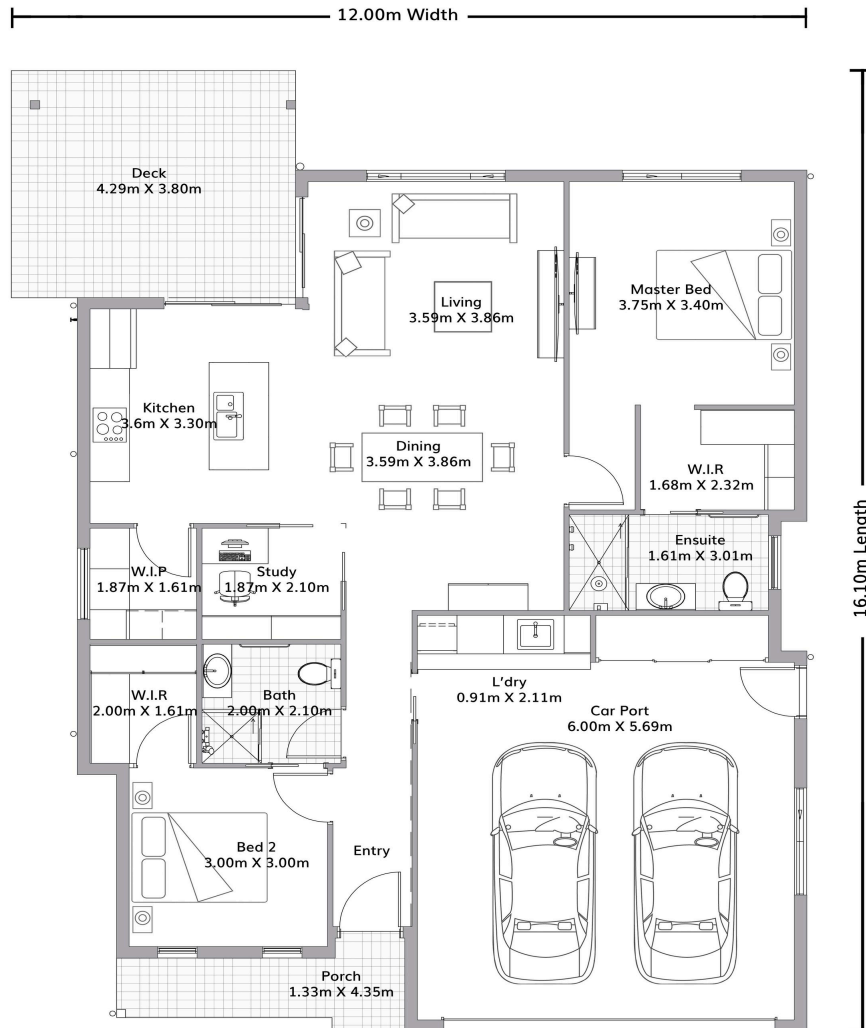 12.00m Width
16.10m Length
Deck
4.29m X 3.80m
Living
3.59m X 3.86m
Master Bed
3.75m X 3.40m
Kitchen
3.6m X 3.30m
Dining
3.59m X 3.86m
W.I.R
1.68m X 2.32m
Ensuite
1.61m X 3.01m
W.I.P
1.87m X 1.61m
Study
1.87m X 2.10m
W.I.R
2.00m X 1.61m
Bath
2.00m X 2.10m
L'dry
0.91m X 2.11m
Car Port
6.00m X 5.69m
Bed 2
3.00m X 3.00m
Entry
Porch
1.33m X 4.35m